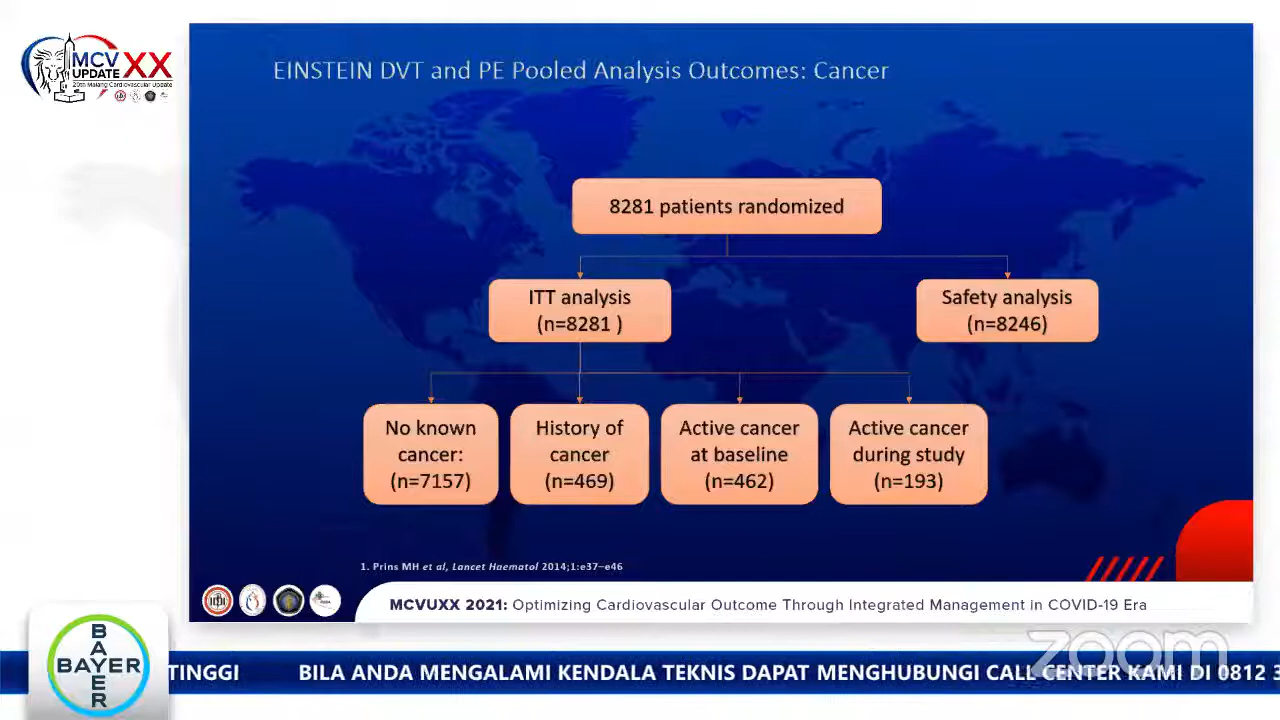 MCV
UPDATE
XX
20th Malang Cardiovascular Update
EINSTEIN DVT and PE Pooled Analysis Outcomes: Cancer
8281 patients randomized
ITT analysis
(n=8281 )
Safety analysis
(n=8246)
No known
cancer:
(n=7157)
History of
cancer
(n=469)
Active cancer
at baseline
(n=462)
Active cancer
during study
(n=193)
1. Prins MH et al, Lancet Haematol 2014;1:e37–e46
MCVUXX 2021: Optimizing Cardiovascular Outcome Through Integrated Management in COVID-19 Era
zoom
BAYER
BAYER
TINGGI BILA ANDA MENGALAMI KENDALA TEKNIS DAPAT MENGHUBUNGI CALL CENTER KAMI DI 0812 3